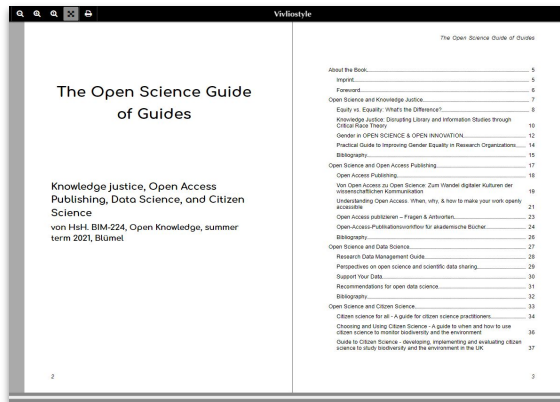 Vivliostyle
The Open Science Guide
of Guides
Knowledge justice, Open Access
Publishing, Data Science, and Citizen
Science
von HsH. BIM-224, Open Knowledge, summer
term 2021, Blümel
2
The Open Science Guide of Guides
About the Book 5
Imprint 5
Foreword 6
Open Science and Knowledge Justice 7
Equity vs. Equality: What's the Difference? 8
Knowledge Justice: Disrupting Library and Information Studies through
Critical Race Theory 10
Gender in OPEN SCIENCE & OPEN INNOVATION 12
Practical Guide to Improving Gender Equality in Research Organizations 14
Bibliography 15
Open Science and Open Access Publishing 17
Open Access Publishing 18
Von Open Access zu Open Science: Zum Wandel digitaler Kulturen der
wissenschaftlichen Kommunikation 19
Understanding Open Access. When, why, & how to make your work openly
accessible 21
Open Access publizieren – Fragen & Antworten 23
Open-Access-Publikationsworkflow für akademische Bücher 24
Bibliography 26
Open Science and Data Science 27
Research Data Management Guide 28
Perspectives on open science and scientific data sharing 29
Support Your Data 30
Recommendations for open data science 31
Bibliography 32
Open Science and Citizen Science 33
Citizen science for all - A guide for citizen science practitioners 34
Choosing and Using Citizen Science - A guide to when and how to use
citizen science to monitor biodiversity and the environment 36
Guide to Citizen Science - developing, implementing and evaluating citizen
science to study biodiversity and the environment in the UK 37
3